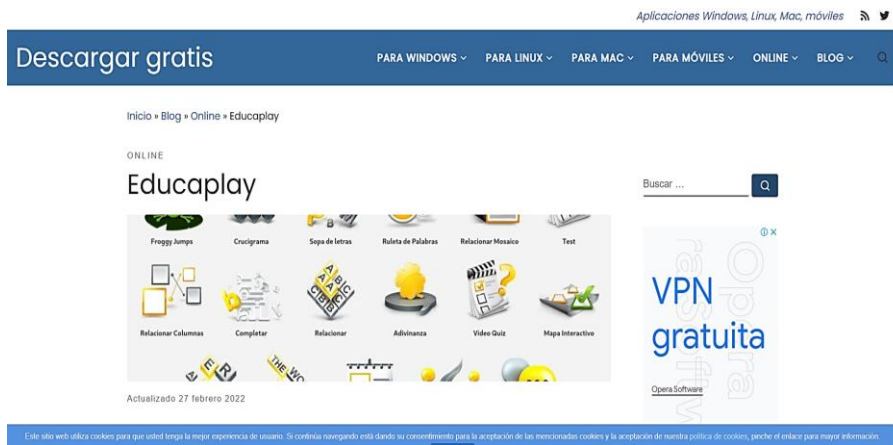 Aplicaciones Windows, Linux, Mac, móviles
Descargar gratis
PARA WINDOWS
PARA LINUX
PARA MAC
PARA MÓVILES
ONLINE
BLOG
Inicio » Blog » Online » Educaplay
ONLINE
Educaplay
Buscar ...
Froggy Jumps
Crucigrama
Sopa de letras
Ruleta de Palabras
Relacionar Mosaico
Test
Relacionar Columnas
Completar
Relacionar
Adivinanza
Video Quiz
Mapa Interactivo
Actualizado 27 febrero 2022
VPN
gratuita
Opera Software
Este sitio web utiliza cookies para que usted tenga la mejor experiencia de usuario. Si continúa navegando está dando su consentimiento para la aceptación de las mencionadas cookies y la aceptación de nuestra política de cookies, pinche el enlace para mayor información.